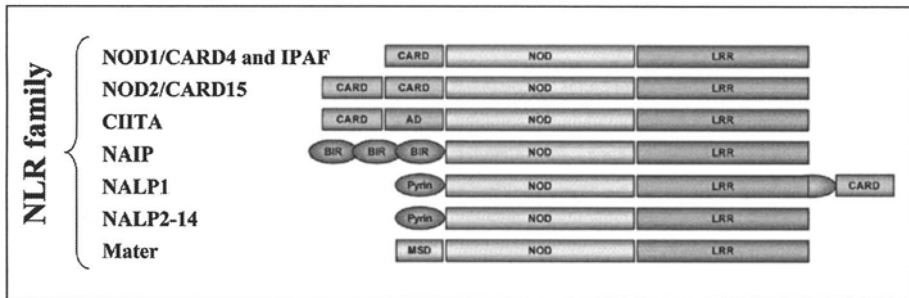 NLR family
NOD1/CARD4 and IPAF CARD NOD LRR
NOD2/CARD15 CARD CARD NOD LRR
CIITA CARD AD NOD LRR
NAIP BIR BIR BIR NOD LRR
NALP1 Pyrin NOD LRR CARD
NALP2-14 Pyrin NOD LRR
Mater MSD NOD LRR